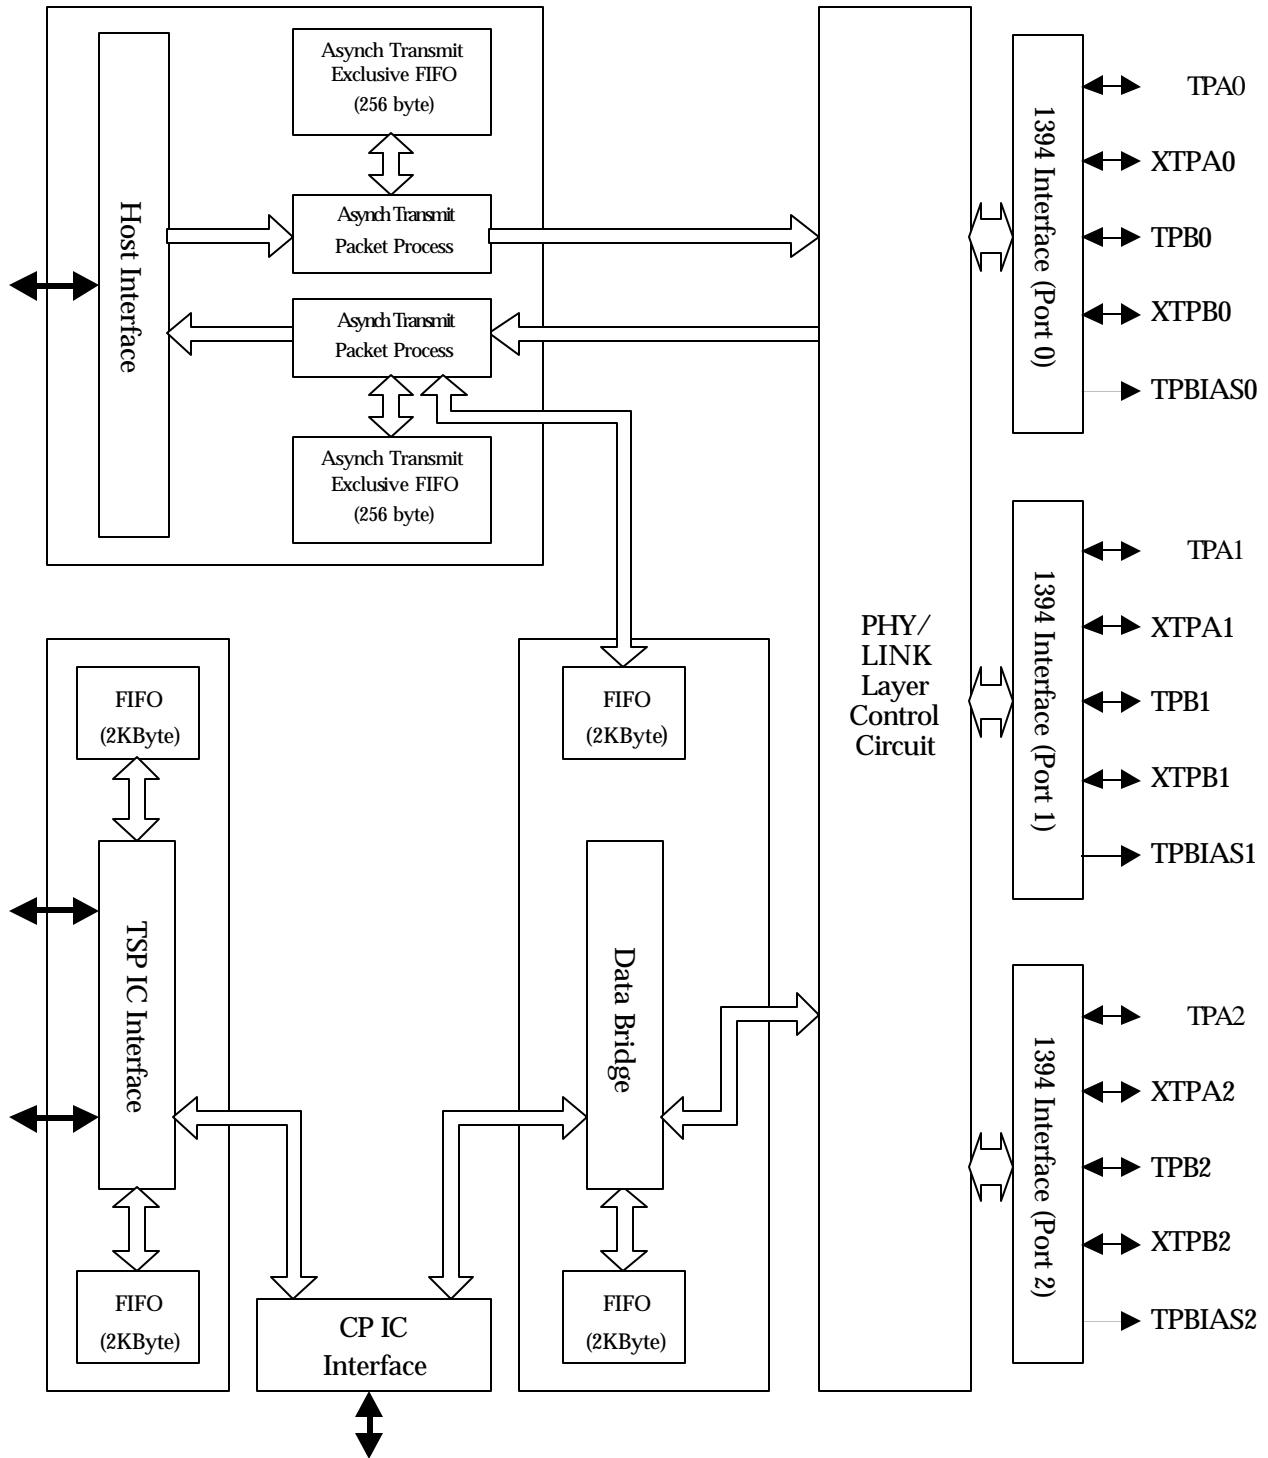 Asynch Transmit
Exclusive FIFO
(256 byte)
Host Interface
Asynch Transmit
Packet Process
Asynch Transmit
Packet Process
Asynch Transmit
Exclusive FIFO
(256 byte)
FIFO
(2KByte)
TSP IC Interface
FIFO
(2KByte)
CP IC
Interface
FIFO
(2KByte)
Data Bridge
FIFO
(2KByte)
PHY/
LINK
Layer
Control
Circuit
1394 Interface (Port 0)
TPA0
XTPA0
TPB0
XTPB0
TPBIAS0
1394 Interface (Port 1)
TPA1
XTPA1
TPB1
XTPB1
TPBIAS1
1394 Interface (Port 2)
TPA2
XTPA2
TPB2
XTPB2
TPBIAS2